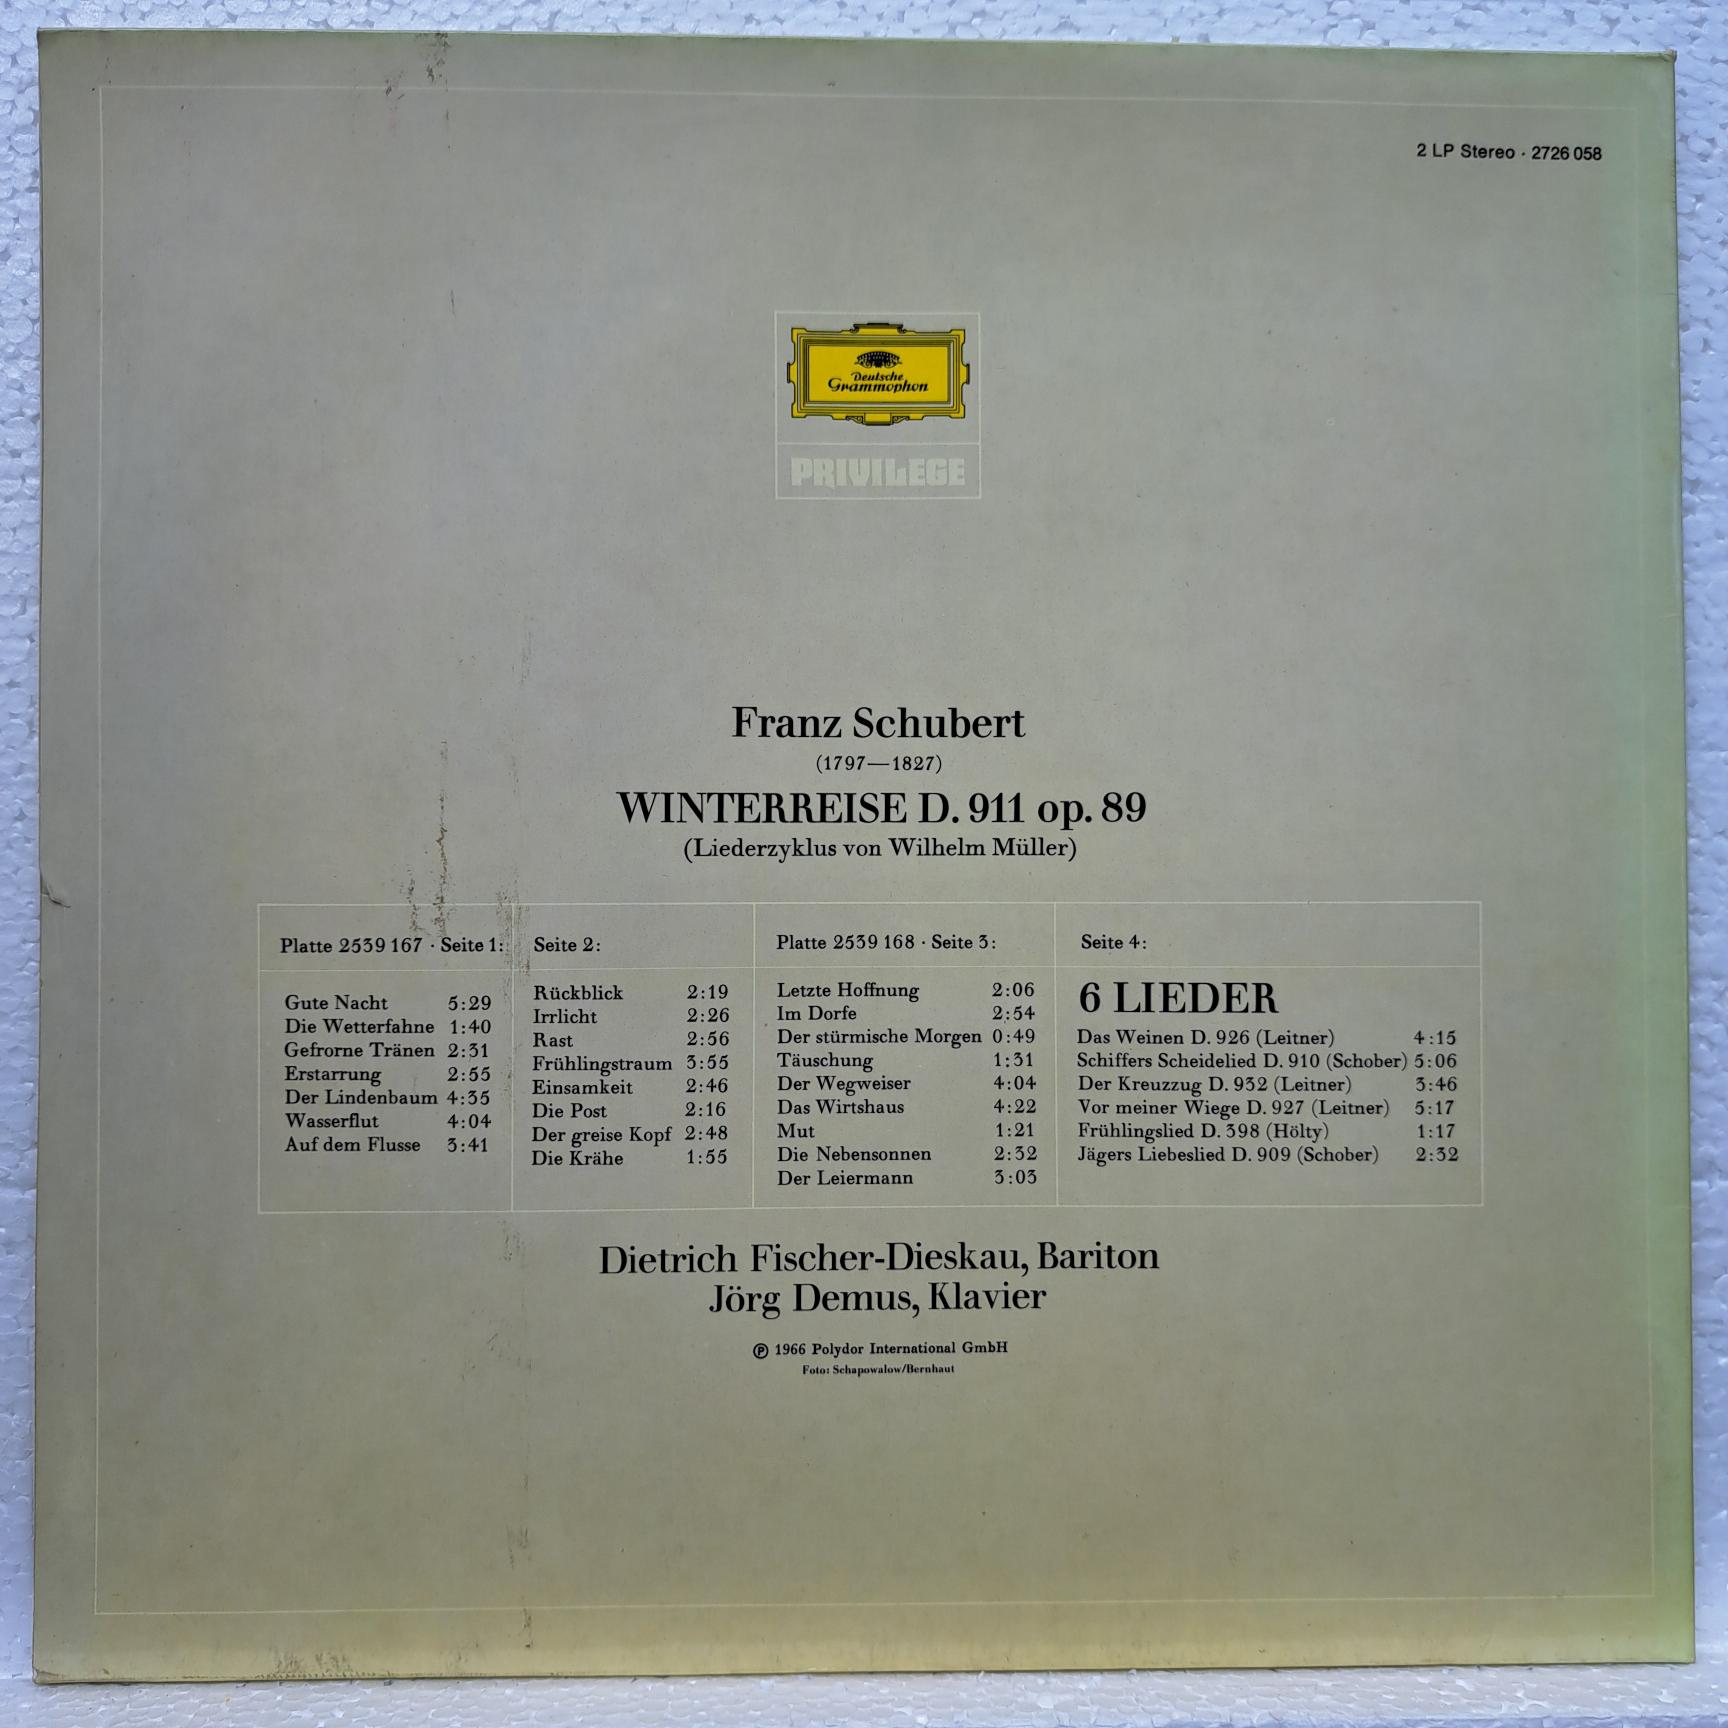 2 LP Stereo · 2726 058
Deutsche
Grammophon
PRIVILEGE
Franz Schubert
(1797—1827)
WINTERREISE D. 911 op. 89
(Liederzyklus von Wilhelm Müller)
Platte 2539 167 · Seite 1:
Gute Nacht 5:29
Die Wetterfahne 1:40
Gefrorne Tränen 2:31
Erstarrung 2:55
Der Lindenbaum 4:35
Wasserflut 4:04
Auf dem Flusse 3:41
Seite 2:
Rückblick 2:19
Irrlicht 2:26
Rast 2:56
Frühlingstraum 3:55
Einsamkeit 2:46
Die Post 2:16
Der greise Kopf 2:48
Die Krähe 1:55
Platte 2539 168 · Seite 3:
Letzte Hoffnung 2:06
Im Dorfe 2:54
Der stürmische Morgen 0:49
Täuschung 1:31
Der Wegweiser 4:04
Das Wirtshaus 4:22
Mut 1:21
Die Nebensonnen 2:32
Der Leiermann 3:03
Seite 4:
6 LIEDER
Das Weinen D. 926 (Leitner) 4:15
Schiffers Scheidelied D. 910 (Schober) 5:06
Der Kreuzzug D. 932 (Leitner) 3:46
Vor meiner Wiege D. 927 (Leitner) 5:17
Frühlingslied D. 398 (Hölty) 1:17
Jägers Liebeslied D. 909 (Schober) 2:32
Dietrich Fischer-Dieskau, Bariton
Jörg Demus, Klavier
℗ 1966 Polydor International GmbH
Foto: Schapowalow/Bernhaut